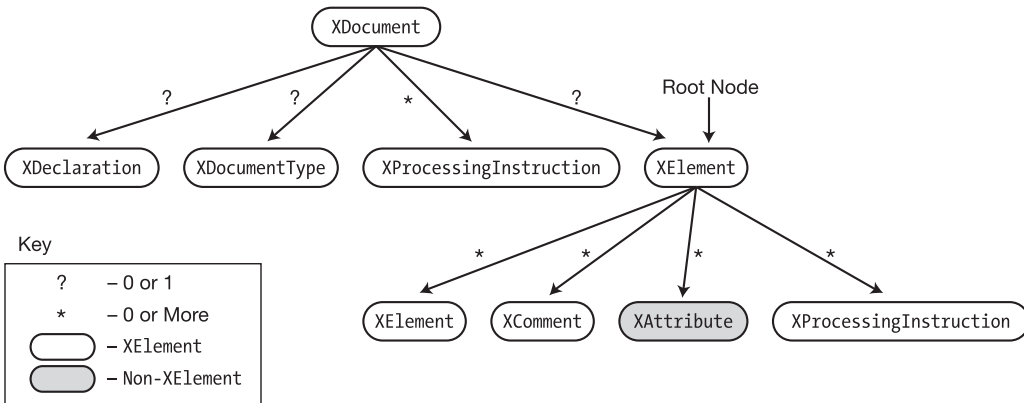 XDocument
? ? * ?
Root Node
XDeclaration XDocumentType XProcessingInstruction XElement
* * * *
XElement XComment XAttribute XProcessingInstruction
Key
? – 0 or 1
* – 0 or More
– XElement
– Non-XElement